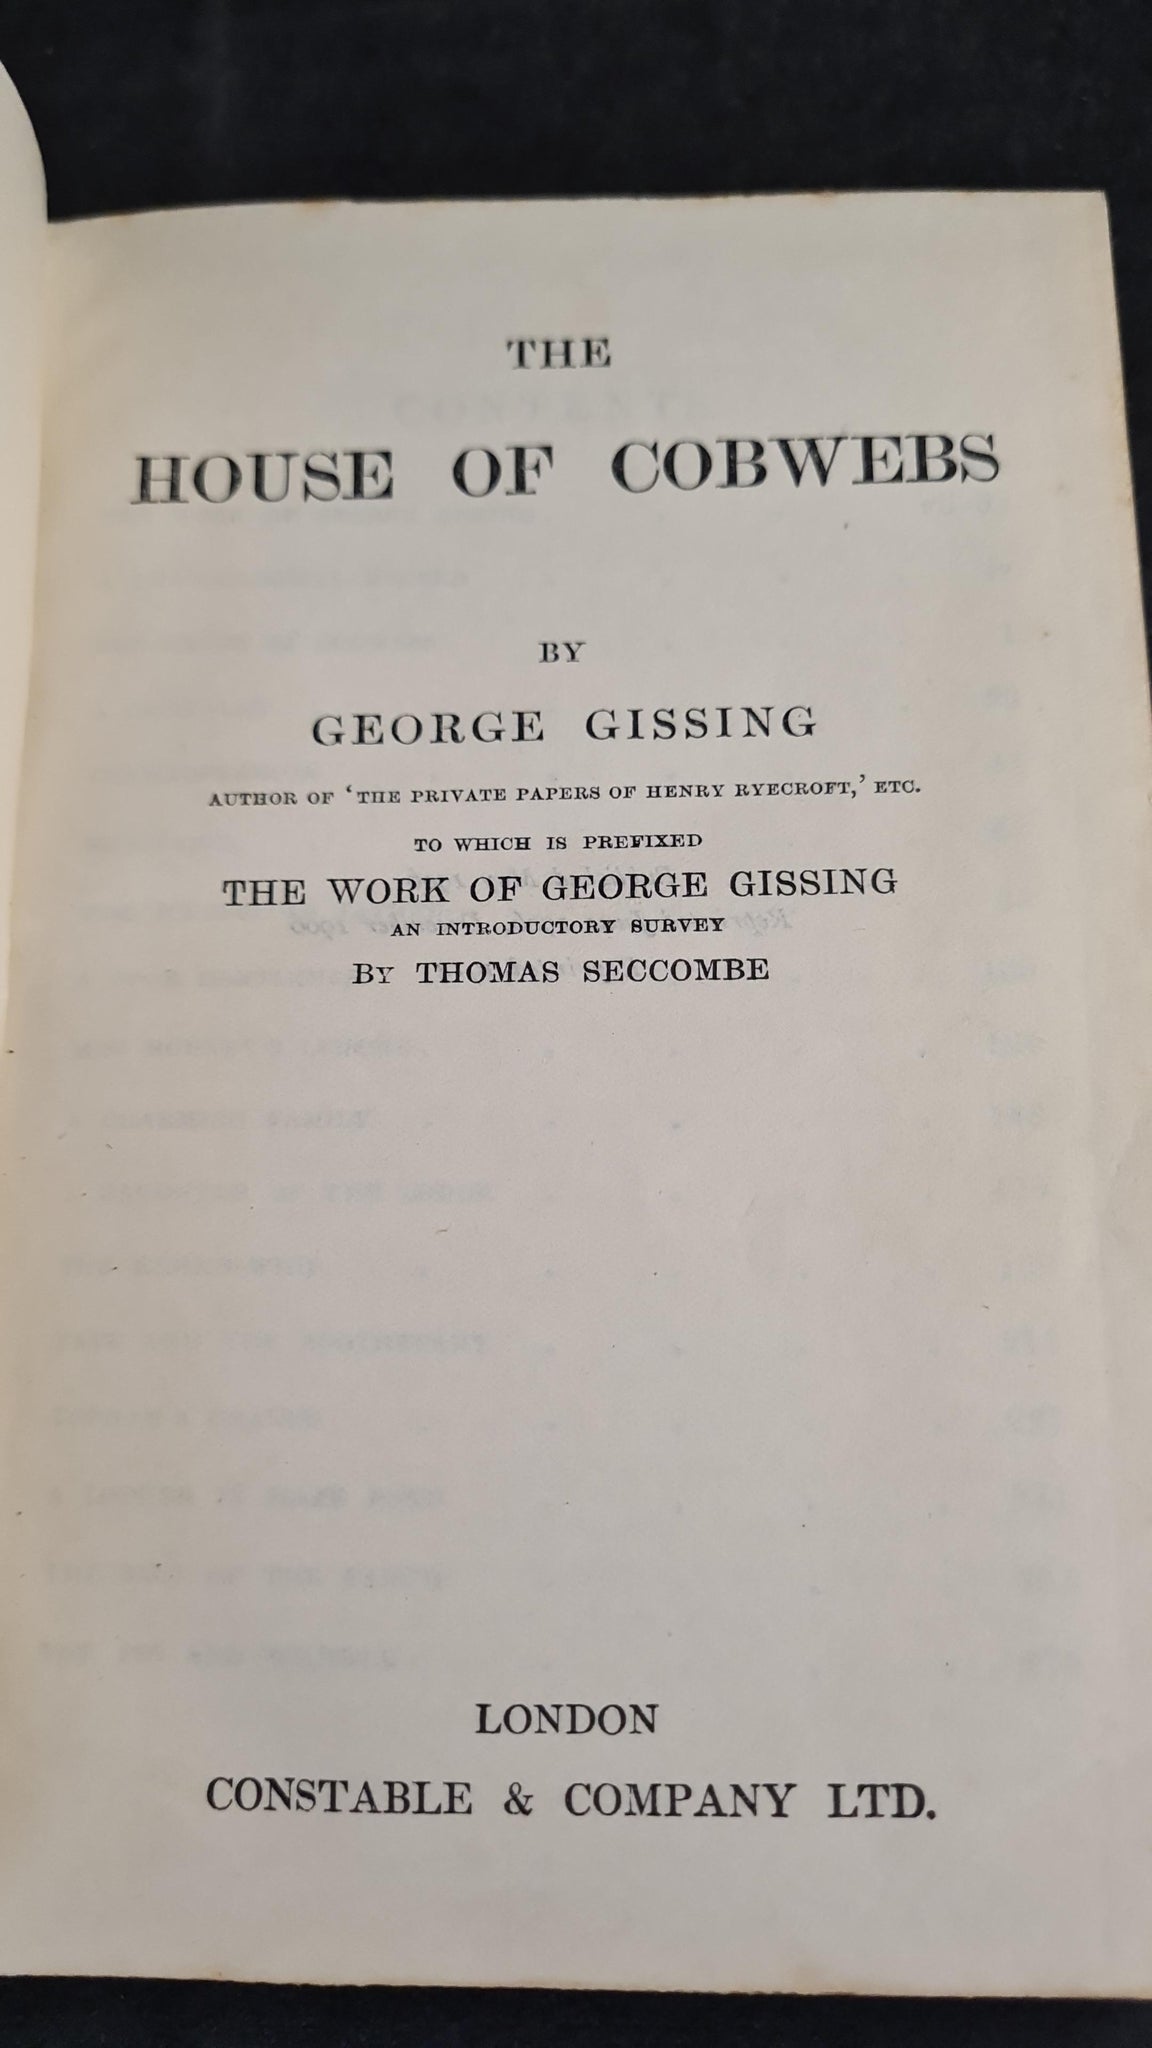 THE
HOUSE OF COBWEBS
BY
GEORGE GISSING
AUTHOR OF ‘THE PRIVATE PAPERS OF HENRY RYECROFT,’ ETC.
TO WHICH IS PREFIXED
THE WORK OF GEORGE GISSING
AN INTRODUCTORY SURVEY
BY THOMAS SECCOMBE
LONDON
CONSTABLE & COMPANY LTD.